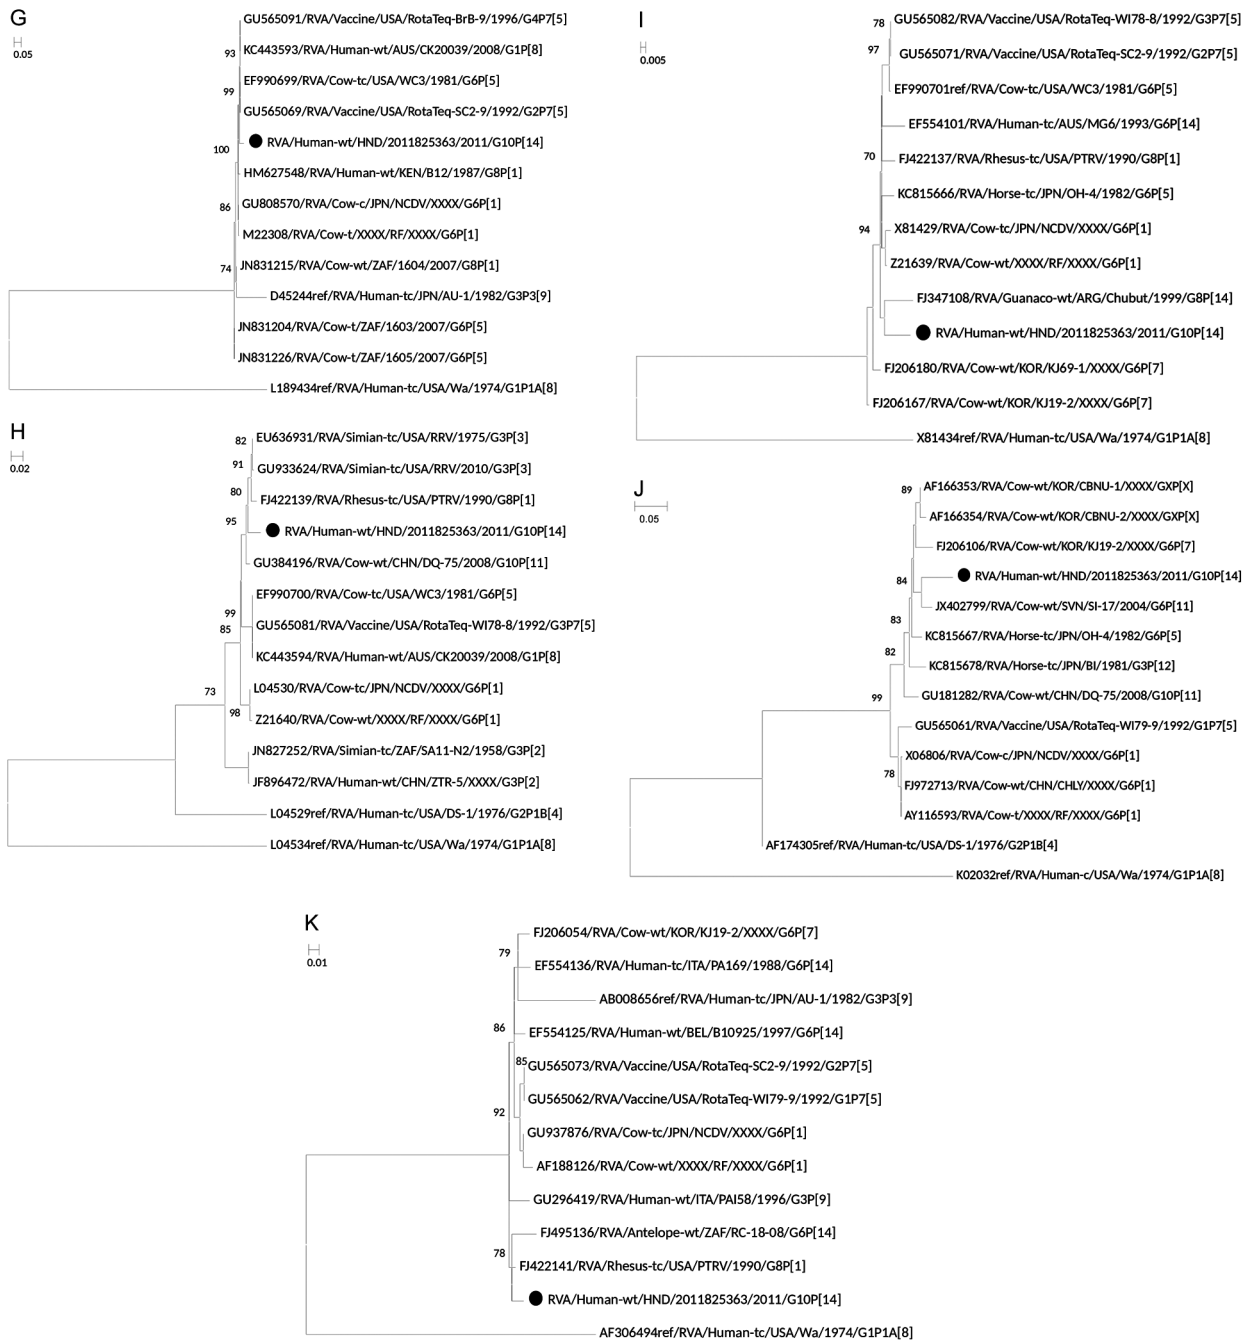 G
0.05
GU565091/RVA/Vaccine/USA/RotaTeq-BrB-9/1996/G4P7[5]
93
KC443593/RVA/Human-wt/AUS/CK20039/2008/G1P[8]
EF990699/RVA/Cow-tc/USA/WC3/1981/G6P[5]
99
GU565069/RVA/Vaccine/USA/RotaTeq-SC2-9/1992/G2P7[5]
RVA/Human-wt/HND/2011825363/2011/G10P[14]
100
HM627548/RVA/Human-wt/KEN/B12/1987/G8P[1]
86
GU808570/RVA/Cow-c/JPN/NCDV/XXXX/G6P[1]
M22308/RVA/Cow-t/XXXX/RF/XXXX/G6P[1]
74
JN831215/RVA/Cow-wt/ZAF/1604/2007/G8P[1]
D45244ref/RVA/Human-tc/JPN/AU-1/1982/G3P3[9]
JN831204/RVA/Cow-t/ZAF/1603/2007/G6P[5]
JN831226/RVA/Cow-t/ZAF/1605/2007/G6P[5]
L189434ref/RVA/Human-tc/USA/Wa/1974/G1P1A[8]
I
0.005
78
GU565082/RVA/Vaccine/USA/RotaTeq-WI78-8/1992/G3P7[5]
97
GU565071/RVA/Vaccine/USA/RotaTeq-SC2-9/1992/G2P7[5]
EF990701ref/RVA/Cow-tc/USA/WC3/1981/G6P[5]
EF554101/RVA/Human-tc/AUS/MG6/1993/G6P[14]
70
FJ422137/RVA/Rhesus-tc/USA/PTRV/1990/G8P[1]
KC815666/RVA/Horse-tc/JPN/OH-4/1982/G6P[5]
94
X81429/RVA/Cow-tc/JPN/NCDV/XXXX/G6P[1]
Z21639/RVA/Cow-wt/XXXX/RF/XXXX/G6P[1]
FJ347108/RVA/Guanaco-wt/ARG/Chubut/1999/G8P[14]
RVA/Human-wt/HND/2011825363/2011/G10P[14]
FJ206180/RVA/Cow-wt/KOR/KJ69-1/XXXX/G6P[7]
FJ206167/RVA/Cow-wt/KOR/KJ19-2/XXXX/G6P[7]
X81434ref/RVA/Human-tc/USA/Wa/1974/G1P1A[8]
H
0.02
82
EU636931/RVA/Simian-tc/USA/RRV/1975/G3P[3]
91
GU933624/RVA/Simian-tc/USA/RRV/2010/G3P[3]
80
FJ422139/RVA/Rhesus-tc/USA/PTRV/1990/G8P[1]
95
RVA/Human-wt/HND/2011825363/2011/G10P[14]
GU384196/RVA/Cow-wt/CHN/DQ-75/2008/G10P[11]
EF990700/RVA/Cow-tc/USA/WC3/1981/G6P[5]
99
85
GU565081/RVA/Vaccine/USA/RotaTeq-WI78-8/1992/G3P7[5]
KC443594/RVA/Human-wt/AUS/CK20039/2008/G1P[8]
73
L04530/RVA/Cow-tc/JPN/NCDV/XXXX/G6P[1]
98
Z21640/RVA/Cow-wt/XXXX/RF/XXXX/G6P[1]
JN827252/RVA/Simian-tc/ZAF/SA11-N2/1958/G3P[2]
JF896472/RVA/Human-wt/CHN/ZTR-5/XXXX/G3P[2]
L04529ref/RVA/Human-tc/USA/DS-1/1976/G2P1B[4]
L04534ref/RVA/Human-tc/USA/Wa/1974/G1P1A[8]
J
0.05
89
AF166353/RVA/Cow-wt/KOR/CBNU-1/XXXX/GXP[X]
AF166354/RVA/Cow-wt/KOR/CBNU-2/XXXX/GXP[X]
FJ206106/RVA/Cow-wt/KOR/KJ19-2/XXXX/G6P[7]
84
RVA/Human-wt/HND/2011825363/2011/G10P[14]
JX402799/RVA/Cow-wt/SVN/SI-17/2004/G6P[11]
83
KC815667/RVA/Horse-tc/JPN/OH-4/1982/G6P[5]
82
KC815678/RVA/Horse-tc/JPN/BI/1981/G3P[12]
99
GU181282/RVA/Cow-wt/CHN/DQ-75/2008/G10P[11]
GU565061/RVA/Vaccine/USA/RotaTeq-WI79-9/1992/G1P7[5]
X06806/RVA/Cow-c/JPN/NCDV/XXXX/G6P[1]
78
FJ972713/RVA/Cow-wt/CHN/CHLY/XXXX/G6P[1]
AY116593/RVA/Cow-t/XXXX/RF/XXXX/G6P[1]
AF174305ref/RVA/Human-tc/USA/DS-1/1976/G2P1B[4]
K02032ref/RVA/Human-c/USA/Wa/1974/G1P1A[8]
K
0.01
FJ206054/RVA/Cow-wt/KOR/KJ19-2/XXXX/G6P[7]
79
EF554136/RVA/Human-tc/ITA/PA169/1988/G6P[14]
AB008656ref/RVA/Human-tc/JPN/AU-1/1982/G3P3[9]
86
EF554125/RVA/Human-wt/BEL/B10925/1997/G6P[14]
85
GU565073/RVA/Vaccine/USA/RotaTeq-SC2-9/1992/G2P7[5]
GU565062/RVA/Vaccine/USA/RotaTeq-WI79-9/1992/G1P7[5]
92
GU937876/RVA/Cow-tc/JPN/NCDV/XXXX/G6P[1]
AF188126/RVA/Cow-wt/XXXX/RF/XXXX/G6P[1]
GU296419/RVA/Human-wt/ITA/PAI58/1996/G3P[9]
FJ495136/RVA/Antelope-wt/ZAF/RC-18-08/G6P[14]
78
FJ422141/RVA/Rhesus-tc/USA/PTRV/1990/G8P[1]
RVA/Human-wt/HND/2011825363/2011/G10P[14]
AF306494ref/RVA/Human-tc/USA/Wa/1974/G1P1A[8]